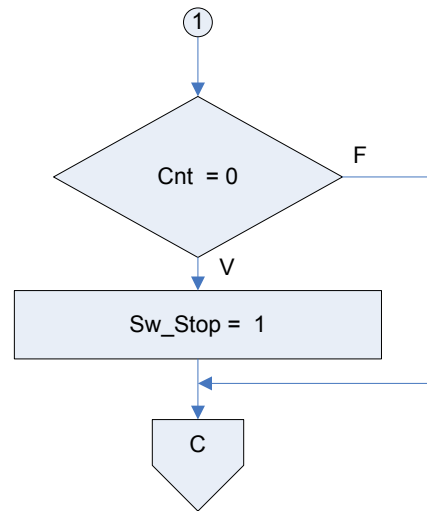 1
Cnt = 0
F
V
Sw_Stop = 1
C